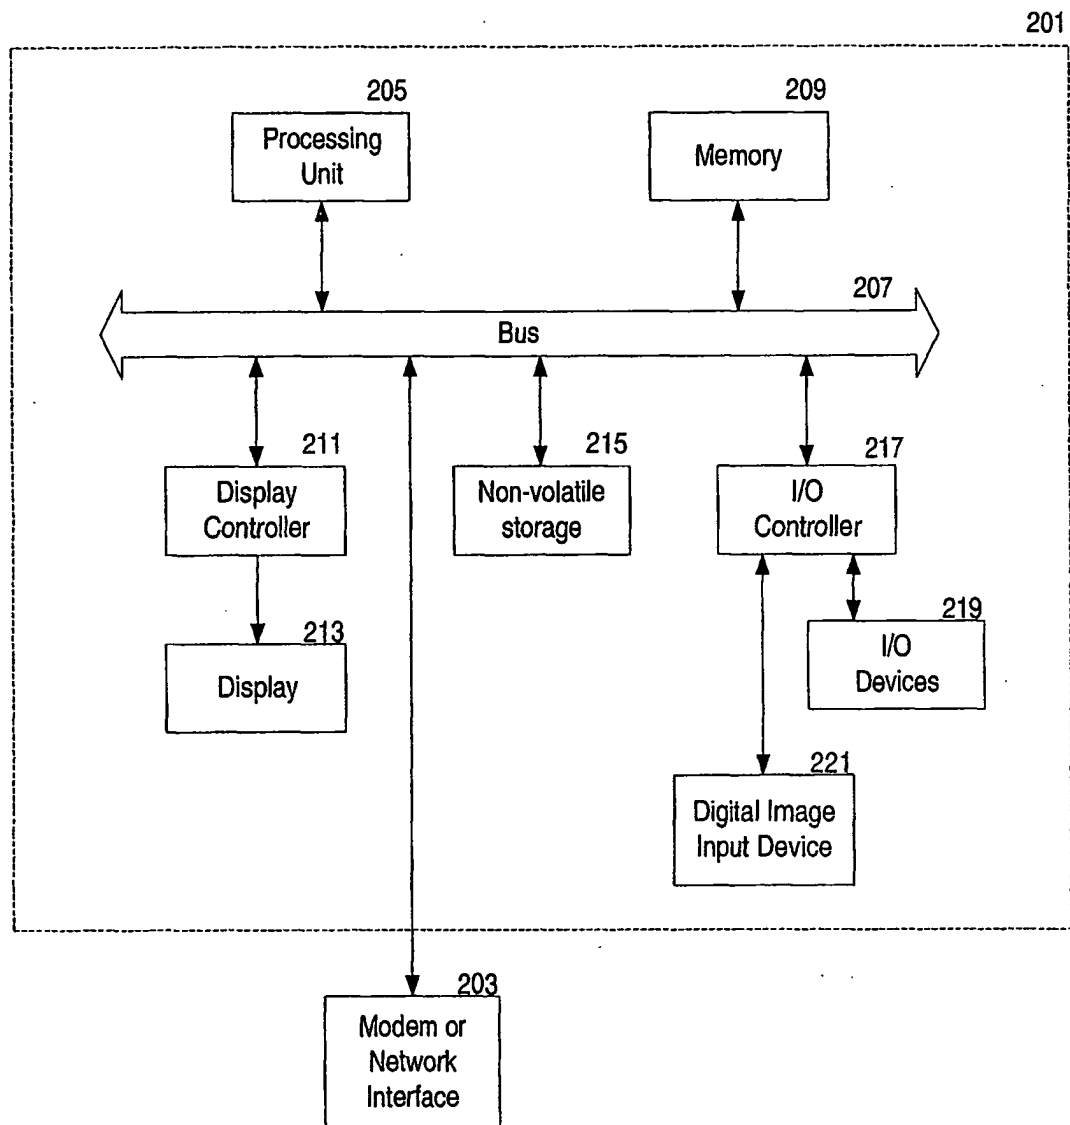 201
205
Processing
Unit
209
Memory
207
Bus
211
Display
Controller
215
Non-volatile
storage
217
I/O
Controller
213
Display
219
I/O
Devices
221
Digital Image
Input Device
203
Modem or
Network
Interface